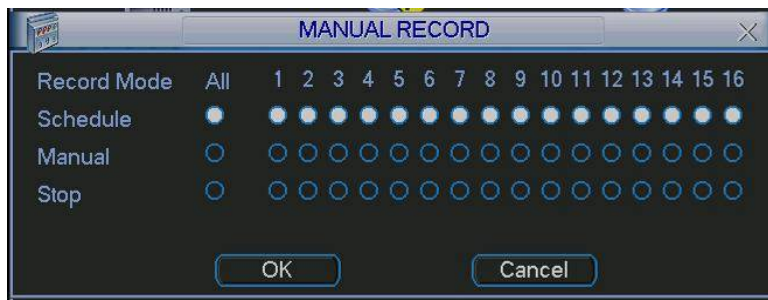 MANUAL RECORD
Record Mode All 1 2 3 4 5 6 7 8 9 10 11 12 13 14 15 16
Schedule
Manual
Stop
OK Cancel